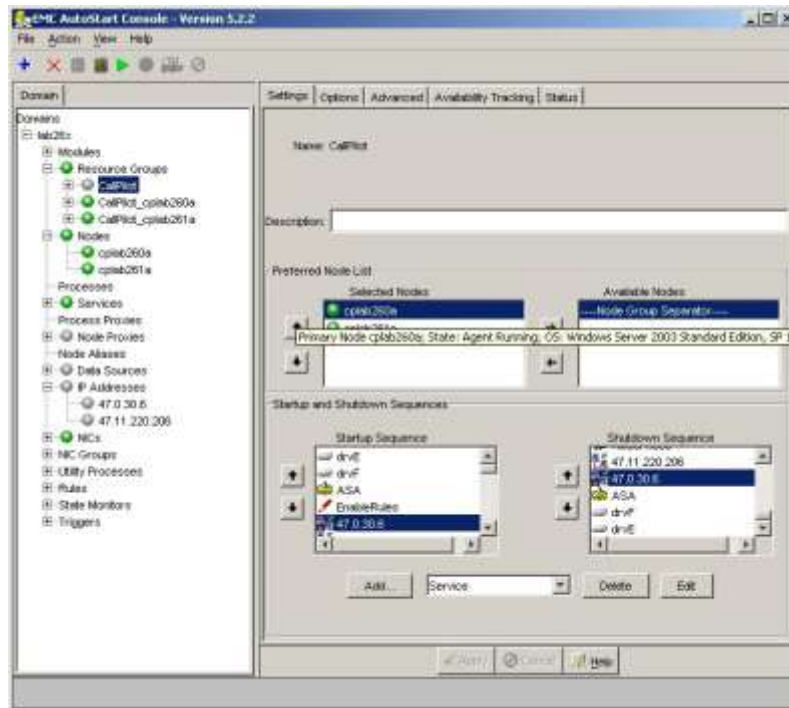 EMC AutoStart Console - Version 5.2.2
File Action View Help
Domain
Domains
lab26x
Modules
Resource Groups
CallPilot
CallPilot_cplab260a
CallPilot_cplab261a
Nodes
cplab260a
cplab261a
Processes
Services
Process Proxies
Node Proxies
Node Aliases
Data Sources
IP Addresses
47.0.30.6
47.11.220.206
NICs
NIC Groups
Utility Processes
Rules
State Monitors
Triggers
Settings Options Advanced Availability Tracking Status
Name: CallPilot
Description:
Preferred Node List
Selected Nodes
cplab260a
Available Nodes
----Node Group Separator----
Primary Node cplab260a; State: Agent Running; OS: Windows Server 2003 Standard Edition, SP
Startup and Shutdown Sequences
Startup Sequence
drvE
drvF
ASA
EnableRules
47.0.30.6
Shutdown Sequence
47.11.220.206
47.0.30.6
ASA
drvF
drvE
Add... Service Delete Edit
Apply Cancel Help